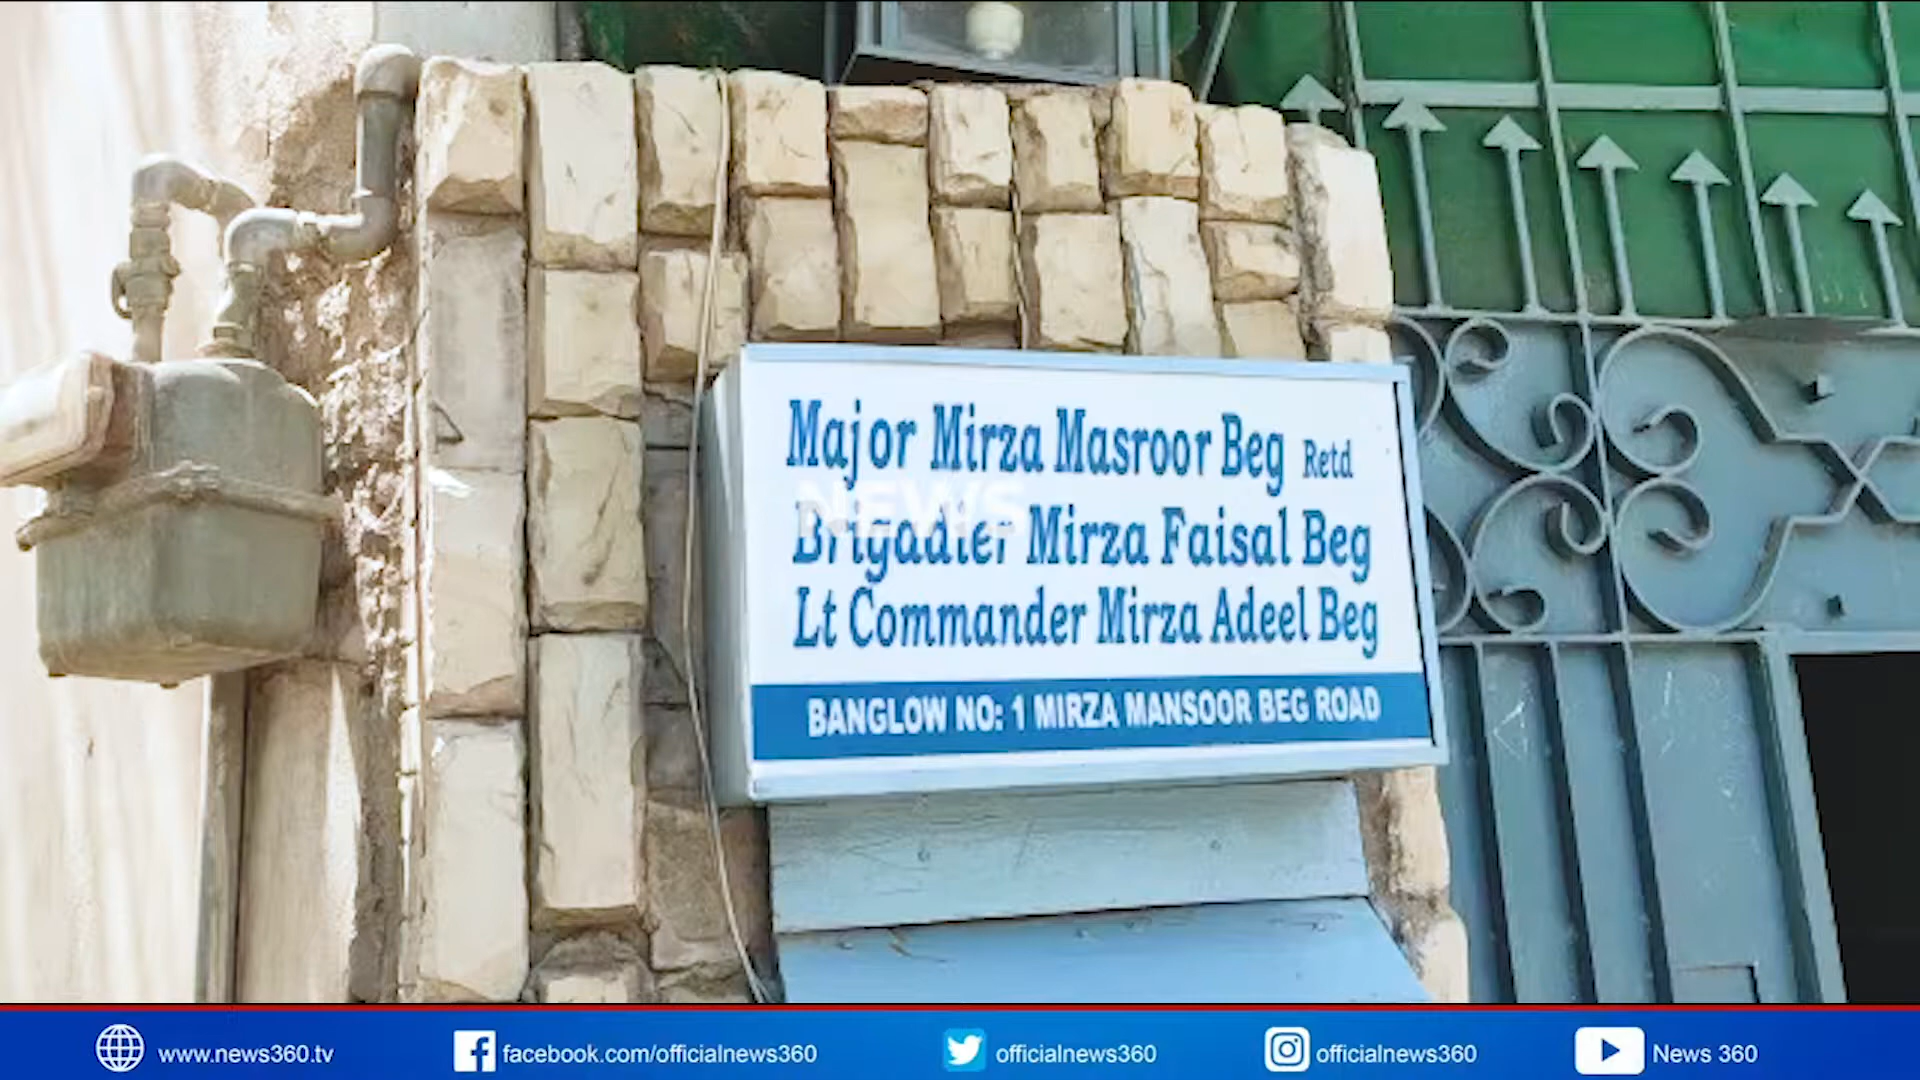 Major Mirza Masroor Beg Retd
NEWS
Brigadier Mirza Faisal Beg
Lt Commander Mirza Adeel Beg
BANGLOW NO: 1 MIRZA MANSOOR BEG ROAD
www.news360.tv facebook.com/officialnews360 officialnews360 officialnews360 News 360